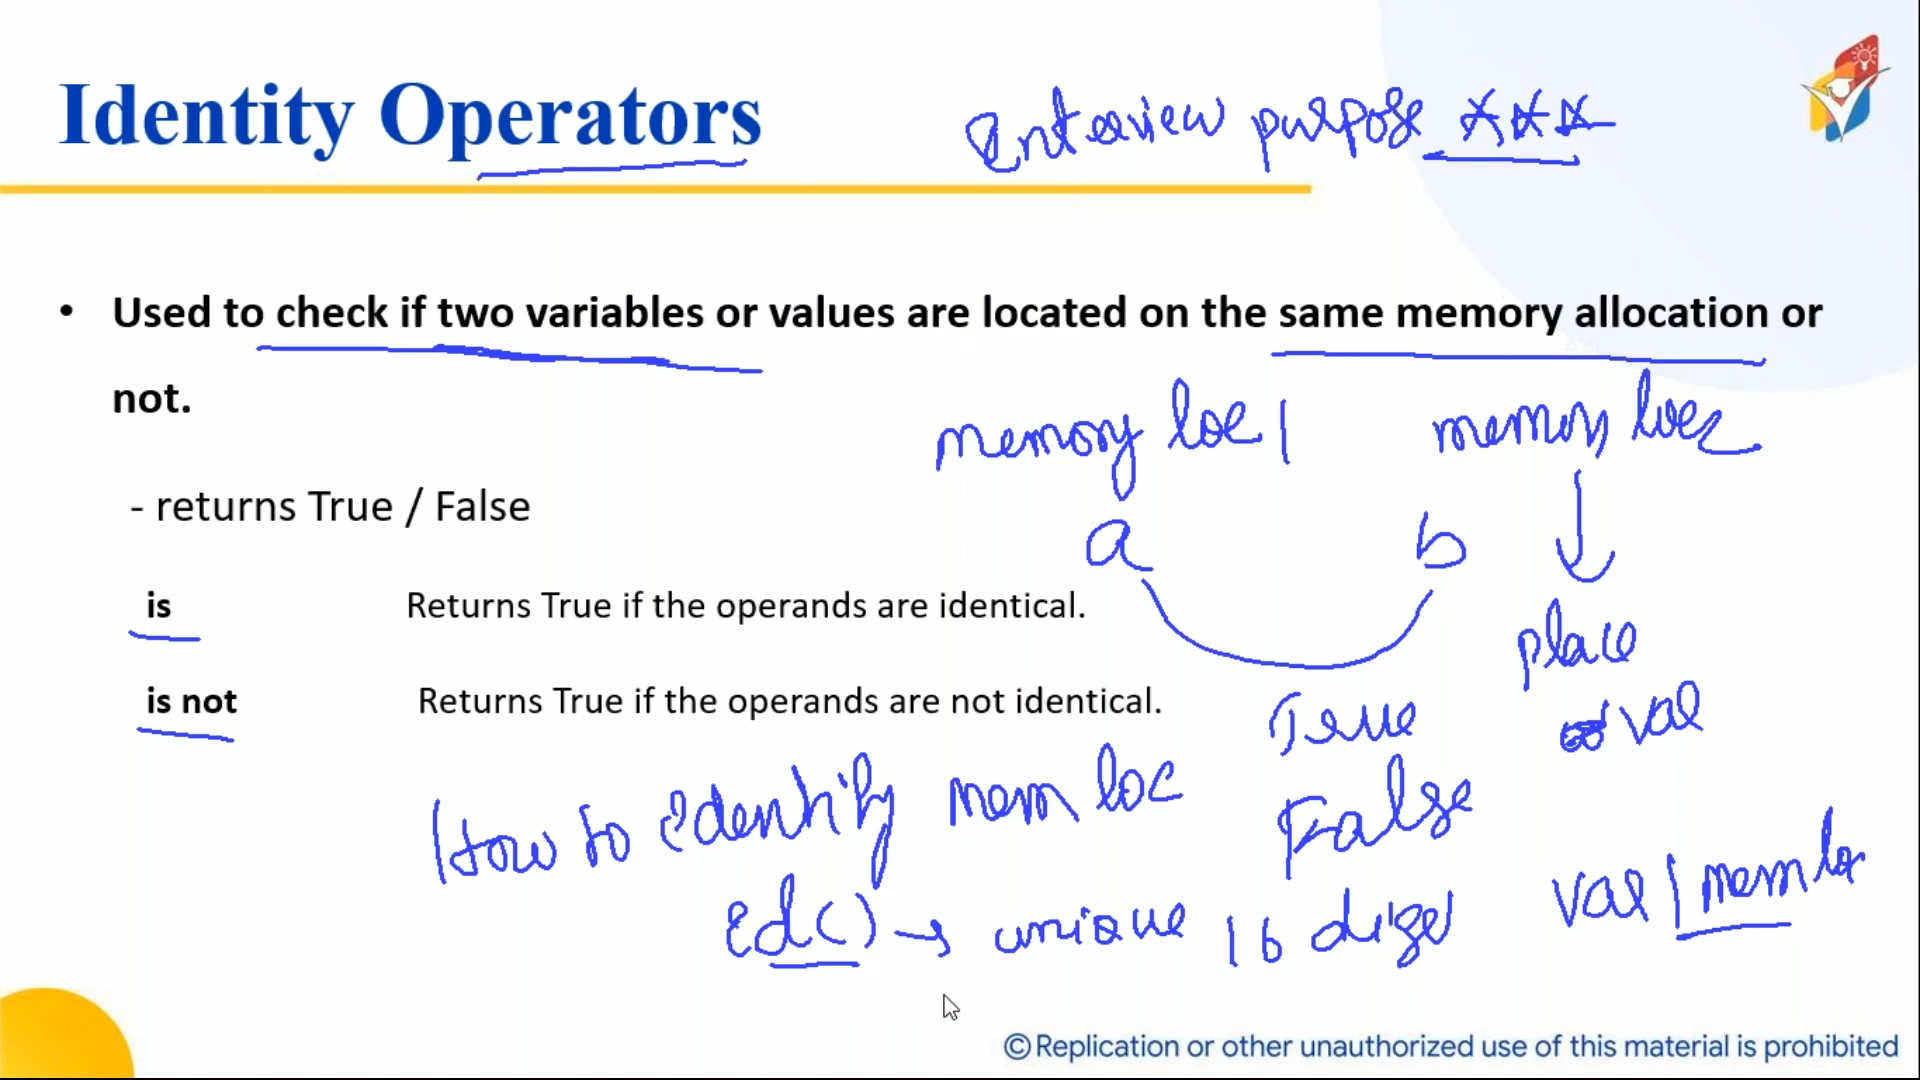 Identity Operators
Interview purpose ***
• Used to check if two variables or values are located on the same memory allocation or
not.
memory loc 1 memory loc2
- returns True / False
a b
is Returns True if the operands are identical.
place
is not Returns True if the operands are not identical.
True
val
How to identify mem loc
False
val | mem loc
id() → unique 16 digit
©Replication or other unauthorized use of this material is prohibited